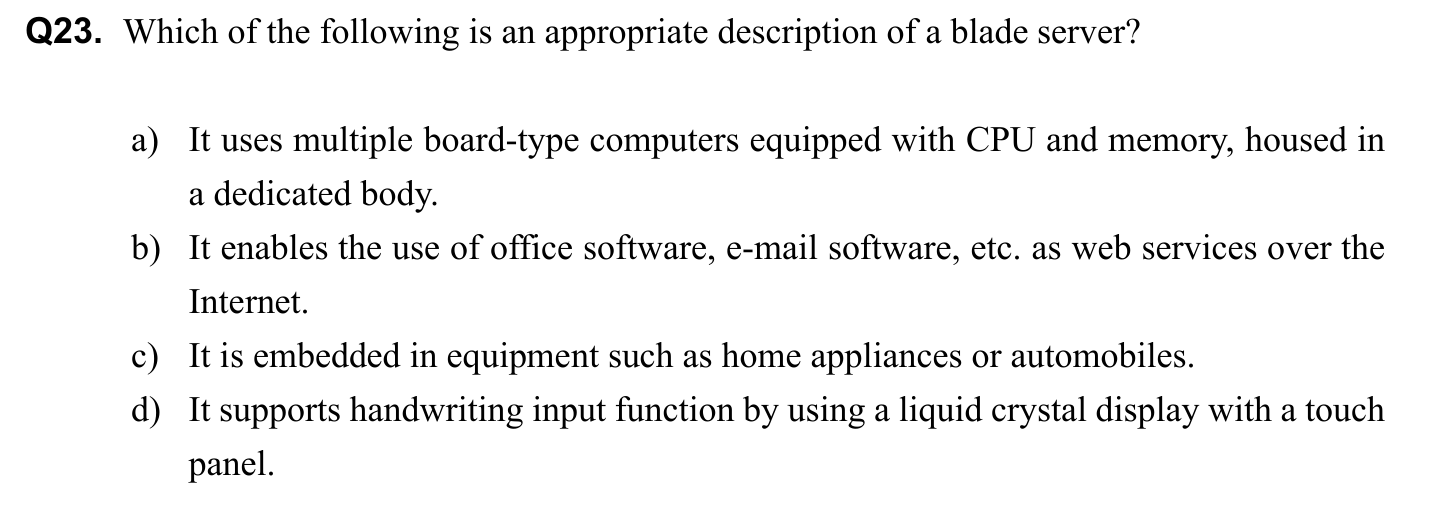 Q23. Which of the following is an appropriate description of a blade server?
a) It uses multiple board-type computers equipped with CPU and memory, housed in
a dedicated body.
b) It enables the use of office software, e-mail software, etc. as web services over the
Internet.
c) It is embedded in equipment such as home appliances or automobiles.
d) It supports handwriting input function by using a liquid crystal display with a touch
panel.